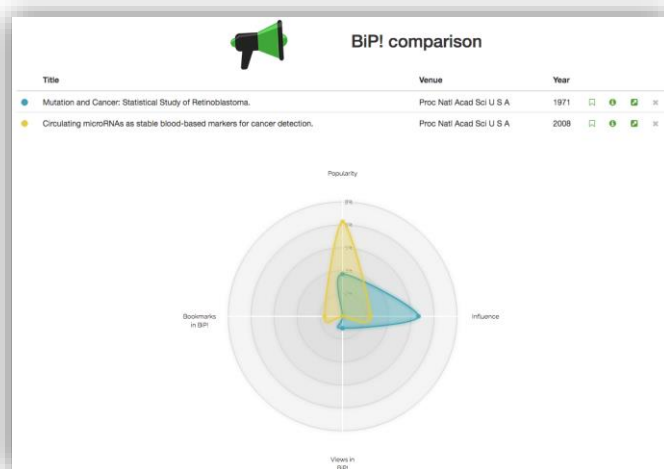 BiP! comparison
Title Venue Year
Mutation and Cancer: Statistical Study of Retinoblastoma. Proc Natl Acad Sci U S A 1971
Circulating microRNAs as stable blood-based markers for cancer detection. Proc Natl Acad Sci U S A 2008
Popularity
Bookmarks
in BiP!
Influence
Views in
BiP!